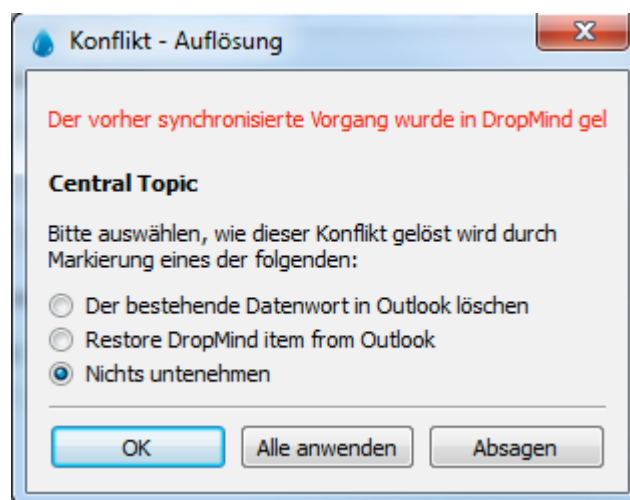 Konflikt - Auflösung
Der vorher synchronisierte Vorgang wurde in DropMind gel
Central Topic
Bitte auswählen, wie dieser Konflikt gelöst wird durch
Markierung eines der folgenden:
Der bestehende Datenwort in Outlook löschen
Restore DropMind item from Outlook
Nichts untenehmen
OK
Alle anwenden
Absagen